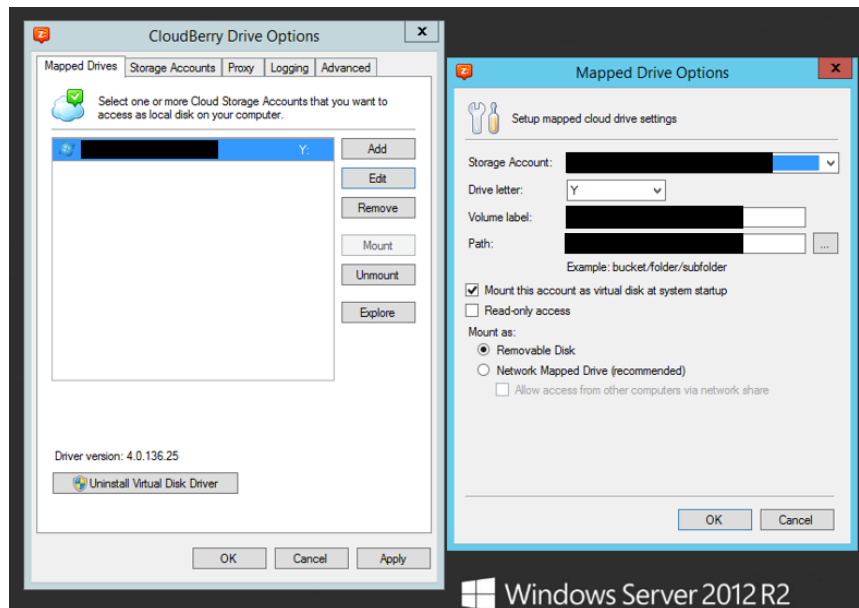 CloudBerry Drive Options
x
Mapped Drives Storage Accounts Proxy Logging Advanced
Select one or more Cloud Storage Accounts that you want to
access as local disk on your computer.
Y:
Add
Edit
Remove
Mount
Unmount
Explore
Driver version: 4.0.136.25
Uninstall Virtual Disk Driver
OK Cancel Apply
Mapped Drive Options
x
Setup mapped cloud drive settings
Storage Account:
Drive letter: Y
Volume label:
Path: ...
Example: bucket/folder/subfolder
Mount this account as virtual disk at system startup
Read-only access
Mount as:
Removable Disk
Network Mapped Drive (recommended)
Allow access from other computers via network share
OK Cancel
Windows Server 2012 R2